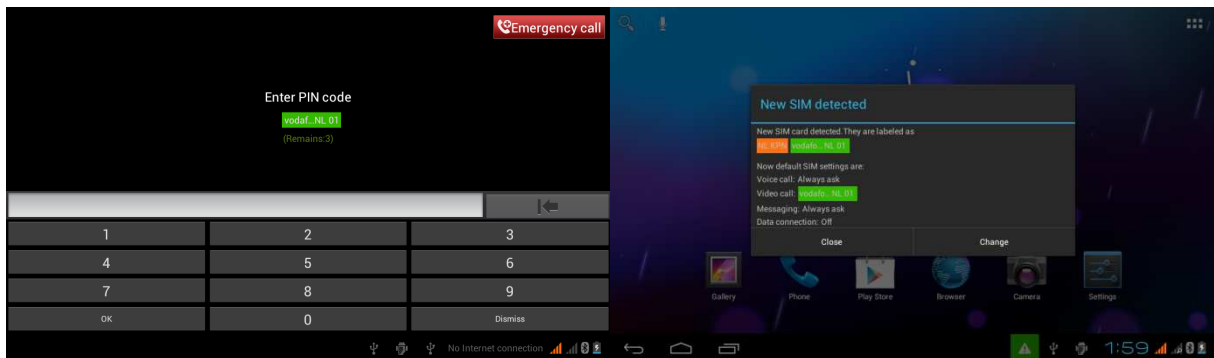 Emergency call
Enter PIN code
vodaf...NL 01
(Remains:3)
1 2 3
4 5 6
7 8 9
OK 0 Dismiss
No Internet connection
New SIM detected
New SIM card detected.They are labeled as
NL KPN vodafo... NL 01
Now default SIM settings are:
Voice call: Always ask
Video call: vodafo... NL 01
Messaging: Always ask
Data connection: Off
Close Change
Gallery Phone Play Store Browser Camera Settings
1:59